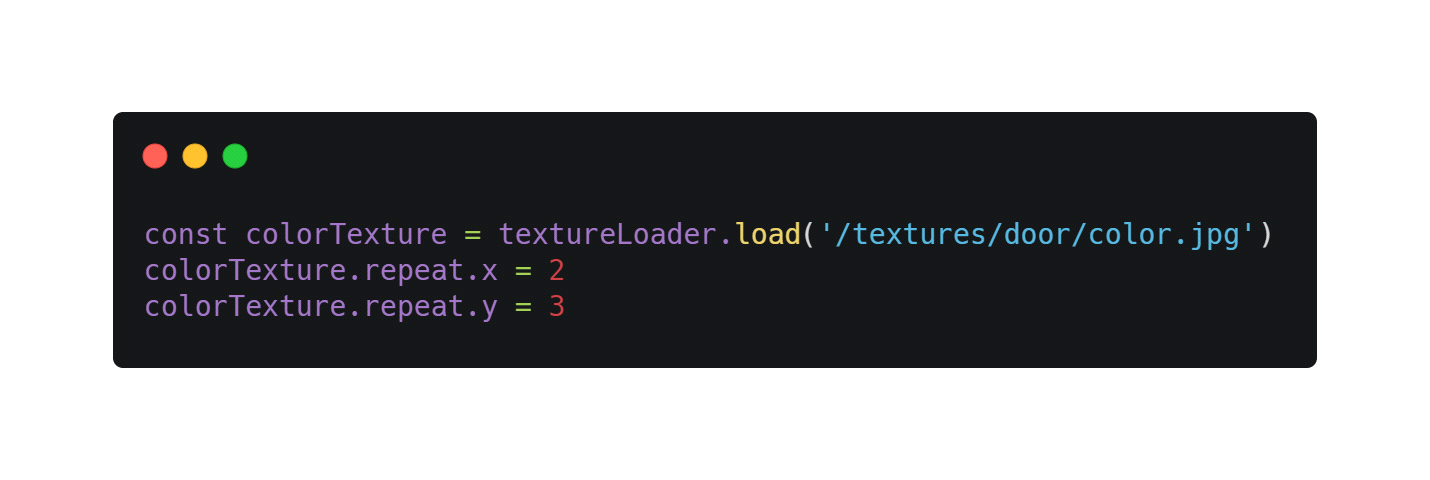 const colorTexture = textureLoader.load('/textures/door/color.jpg')
colorTexture.repeat.x = 2
colorTexture.repeat.y = 3